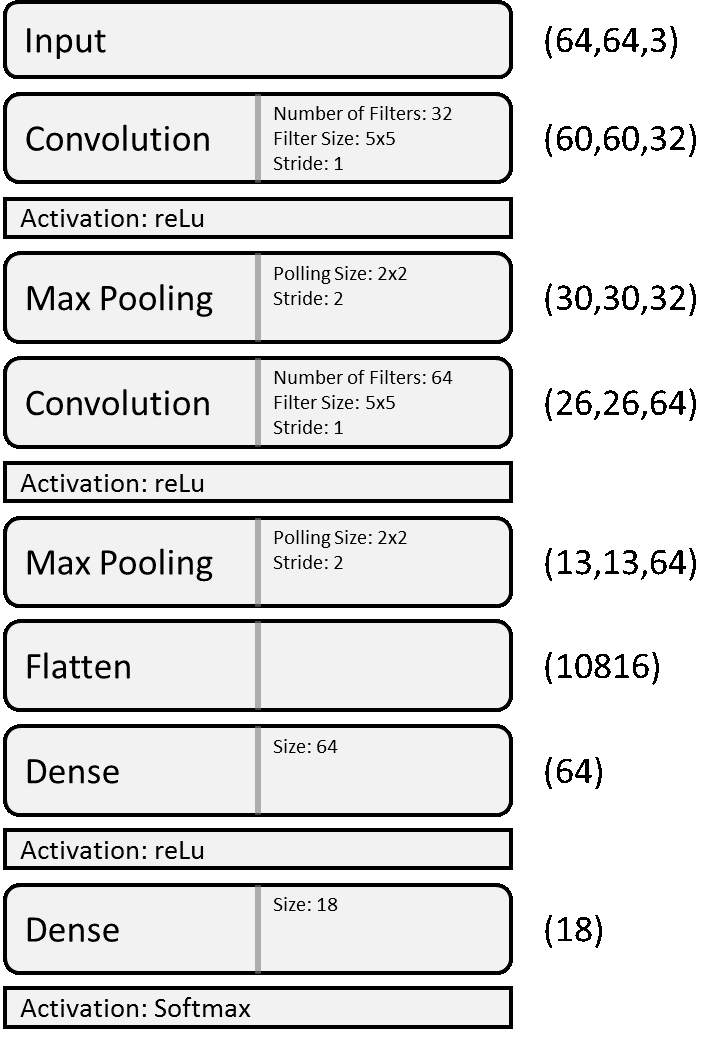 Input
(64,64,3)
Convolution
Number of Filters: 32
Filter Size: 5x5
Stride: 1
(60,60,32)
Activation: reLu
Max Pooling
Polling Size: 2x2
Stride: 2
(30,30,32)
Convolution
Number of Filters: 64
Filter Size: 5x5
Stride: 1
(26,26,64)
Activation: reLu
Max Pooling
Polling Size: 2x2
Stride: 2
(13,13,64)
Flatten
(10816)
Dense
Size: 64
(64)
Activation: reLu
Dense
Size: 18
(18)
Activation: Softmax